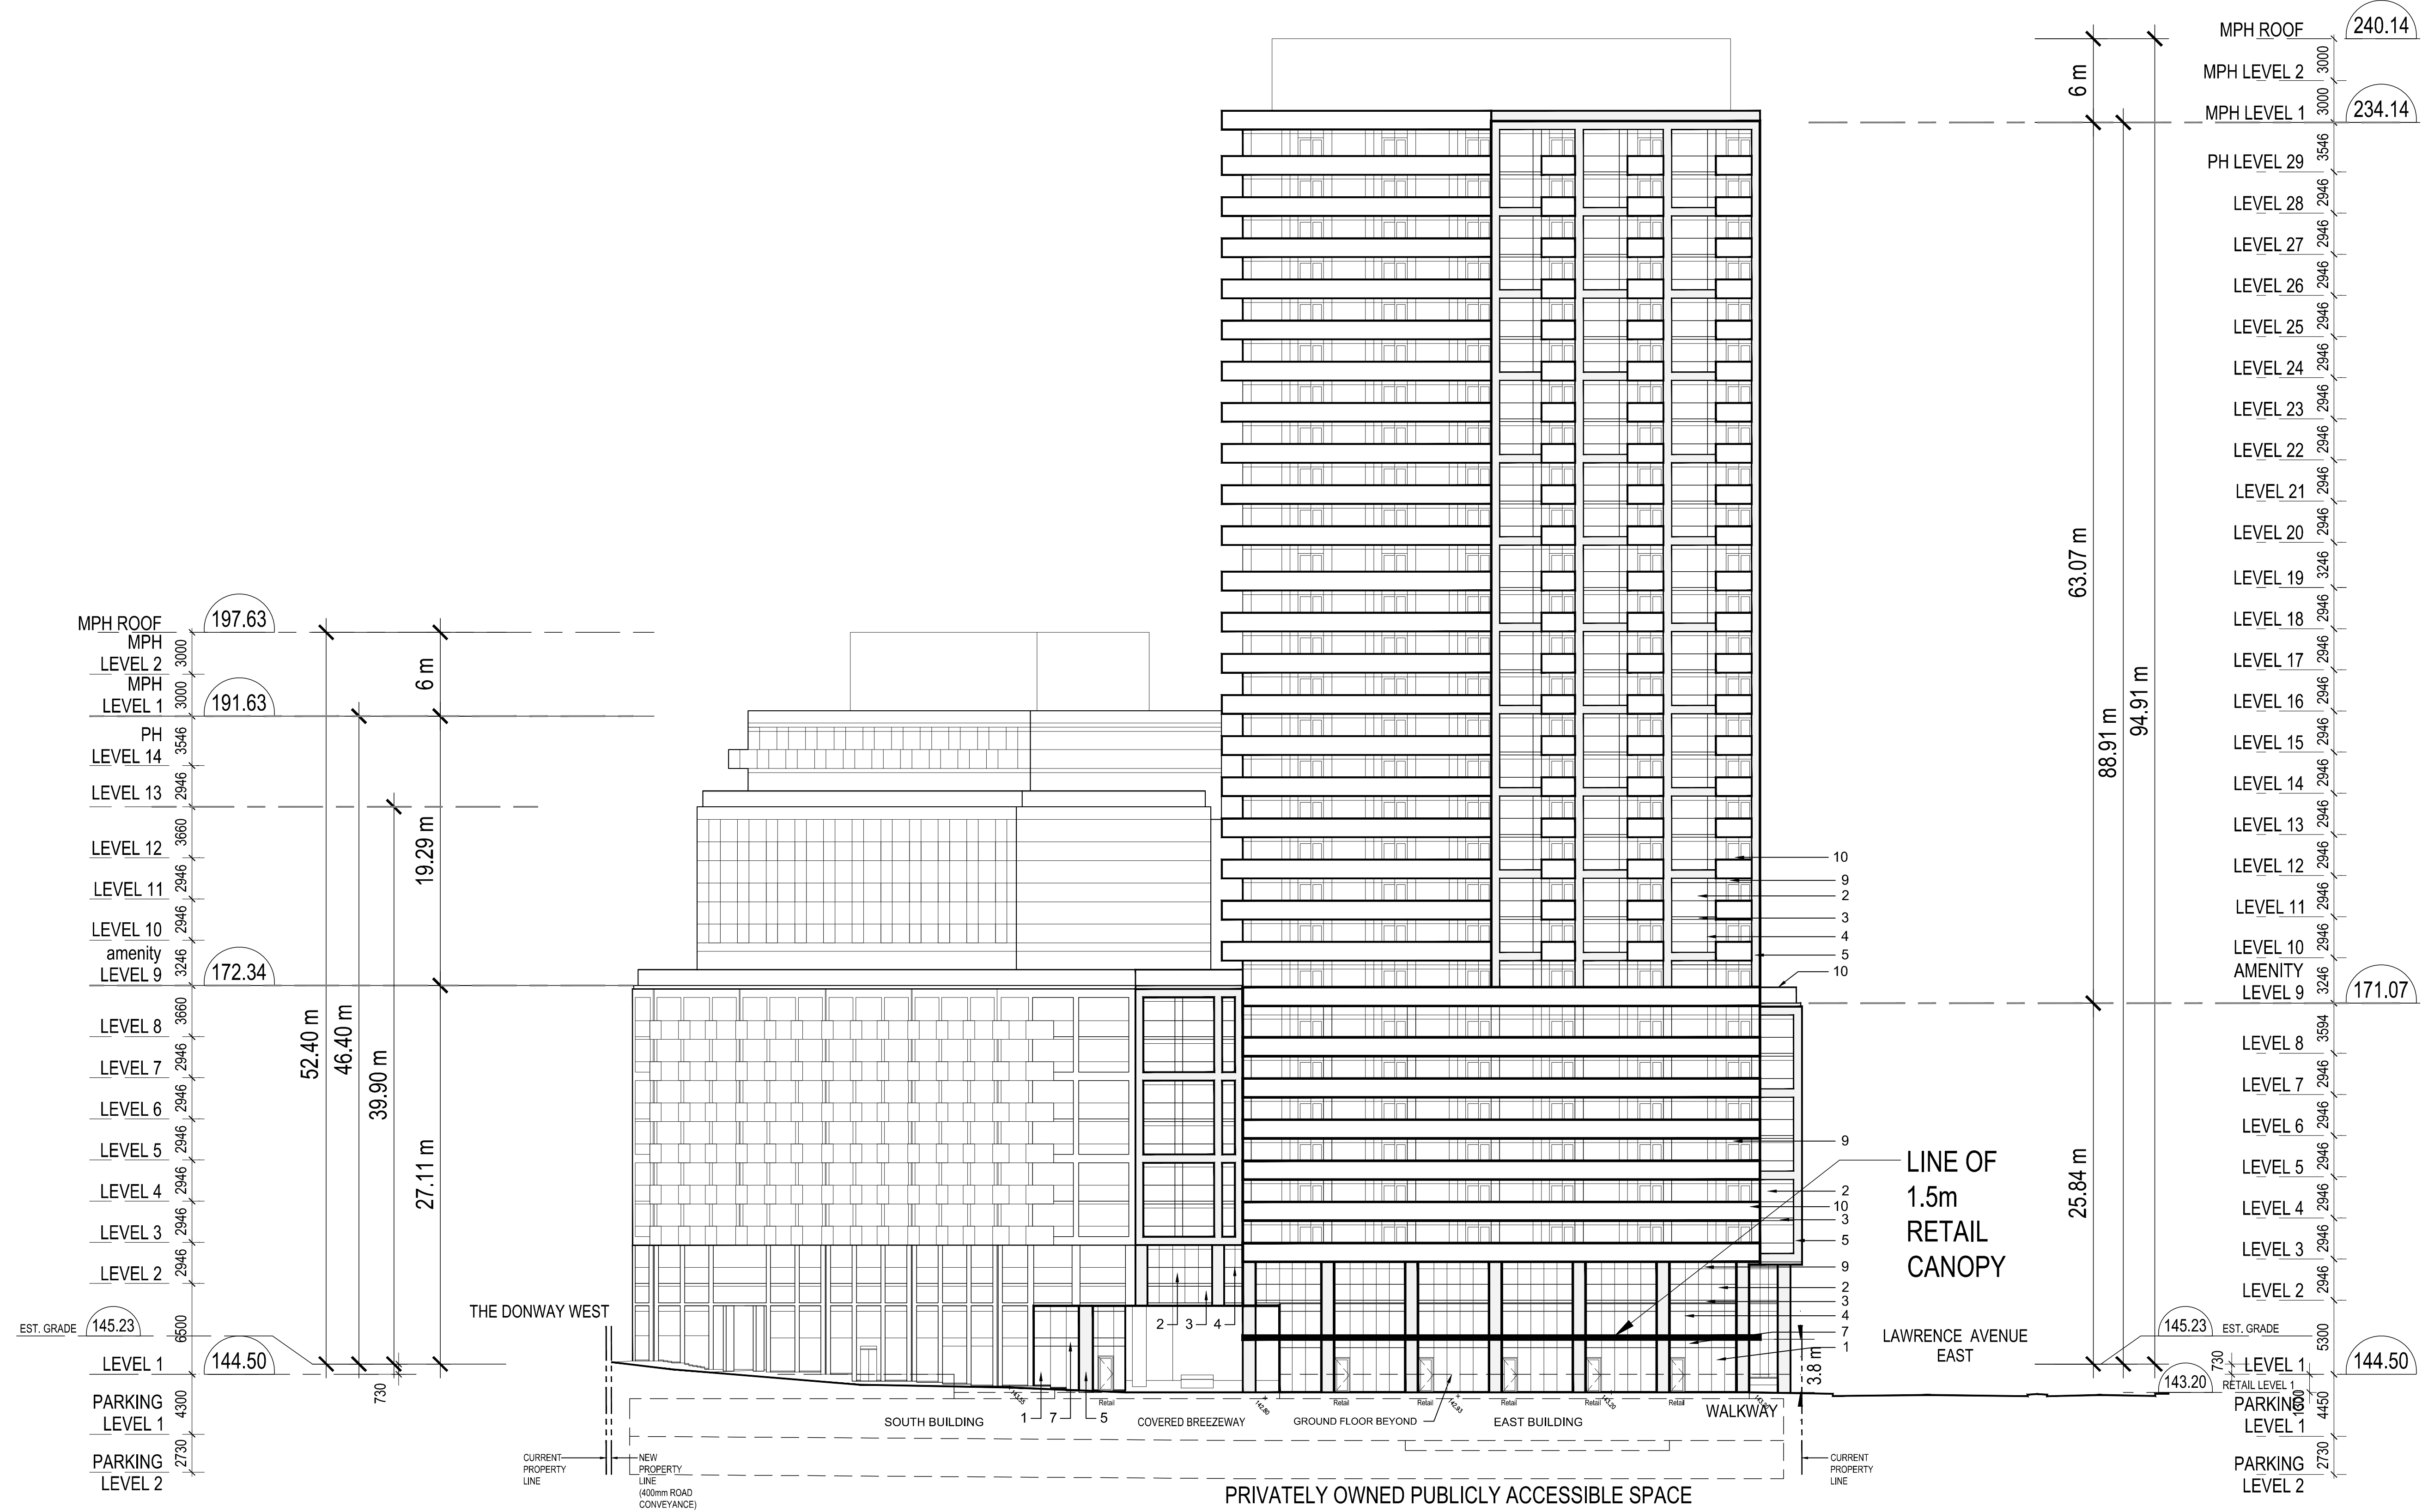 MPH ROOF
240.14
3000
MPH LEVEL 2
3000
MPH LEVEL 1
234.14
3546
PH LEVEL 29
2946
LEVEL 28
2946
LEVEL 27
2946
LEVEL 26
2946
LEVEL 25
2946
LEVEL 24
2946
LEVEL 23
2946
LEVEL 22
2946
LEVEL 21
2946
LEVEL 20
3246
LEVEL 19
2946
LEVEL 18
2946
LEVEL 17
2946
LEVEL 16
2946
LEVEL 15
2946
LEVEL 14
2946
LEVEL 13
2946
LEVEL 12
2946
LEVEL 11
2946
LEVEL 10
AMENITY
LEVEL 9
3246
171.07
3594
LEVEL 8
2946
LEVEL 7
2946
LEVEL 6
2946
LEVEL 5
2946
LEVEL 4
2946
LEVEL 3
2946
LEVEL 2
145.23
EST. GRADE
5300
730
LEVEL 1
144.50
143.20
RETAIL LEVEL 1
1300
PARKING
LEVEL 1
4450
2730
PARKING
LEVEL 2
6 m
63.07 m
88.91 m
94.91 m
25.84 m
MPH ROOF
197.63
MPH
LEVEL 2
3000
MPH
LEVEL 1
3000
191.63
PH
LEVEL 14
3546
LEVEL 13
2946
3660
LEVEL 12
2946
LEVEL 11
2946
LEVEL 10
amenity
LEVEL 9
3246
172.34
3660
LEVEL 8
2946
LEVEL 7
2946
LEVEL 6
2946
LEVEL 5
2946
LEVEL 4
2946
LEVEL 3
2946
LEVEL 2
EST. GRADE
145.23
6500
LEVEL 1
144.50
PARKING
LEVEL 1
4300
PARKING
LEVEL 2
2730
6 m
19.29 m
52.40 m
46.40 m
39.90 m
27.11 m
730
10
9
2
3
4
5
10
9
2
10
3
5
9
2
3
4
7
1
LINE OF
1.5m
RETAIL
CANOPY
THE DONWAY WEST
2 3 4
LAWRENCE AVENUE
EAST
3.8 m
143.55
Retail
142.80
Retail
Retail
142.93
Retail
Retail
143.20
Retail
WALKWAY
SOUTH BUILDING
1 7 5
COVERED BREEZEWAY
GROUND FLOOR BEYOND
EAST BUILDING
CURRENT
PROPERTY
LINE
NEW
PROPERTY
LINE
(400mm ROAD
CONVEYANCE)
CURRENT
PROPERTY
LINE
PRIVATELY OWNED PUBLICLY ACCESSIBLE SPACE